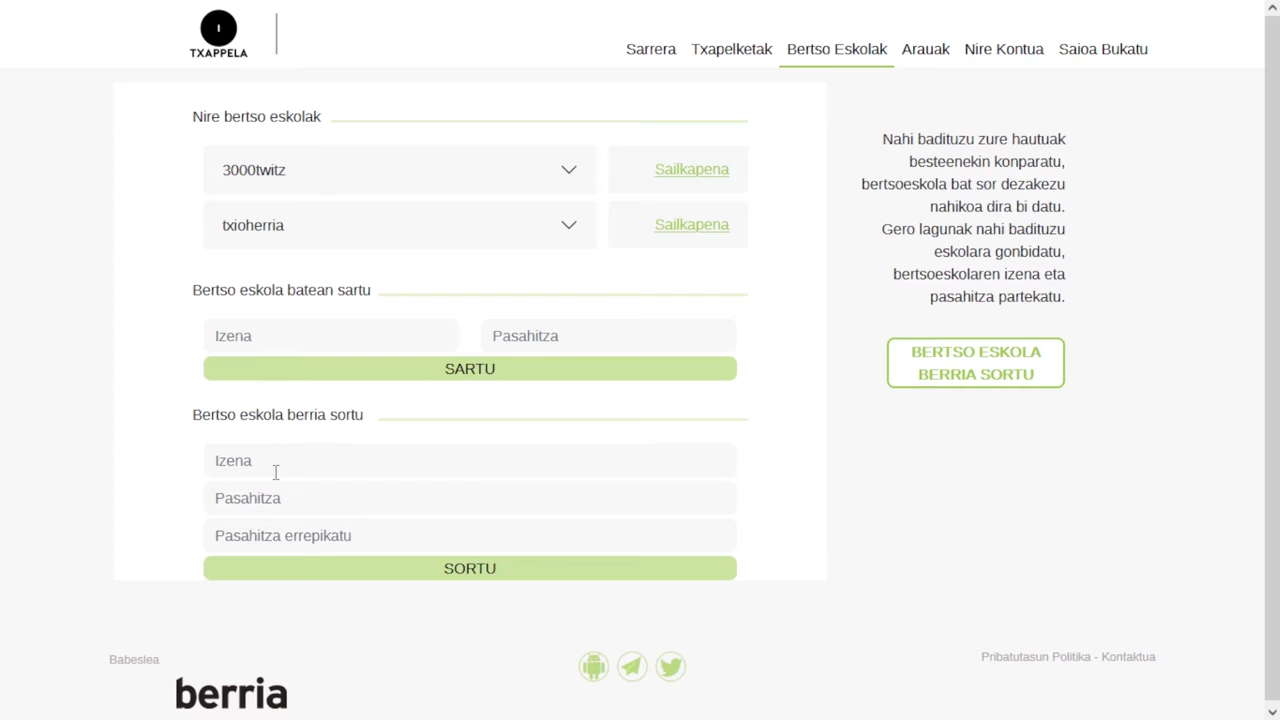 TXAPPELA
Sarrera Txapelketak Bertso Eskolak Arauak Nire Kontua Saioa Bukatu
Nire bertso eskolak
3000twitz Sailkapena
txioherria Sailkapena
Bertso eskola batean sartu
Izena Pasahitza
SARTU
Bertso eskola berria sortu
Izena
Pasahitza
Pasahitza errepikatu
SORTU
Nahi badituzu zure hautuak
besteenekin konparatu,
bertsoeskola bat sor dezakezu
nahikoa dira bi datu.
Gero lagunak nahi badituzu
eskolara gonbidatu,
bertsoeskolaren izena eta
pasahitza partekatu.
BERTSO ESKOLA
BERRIA SORTU
Babeslea
berria
Pribatutasun Politika - Kontaktua